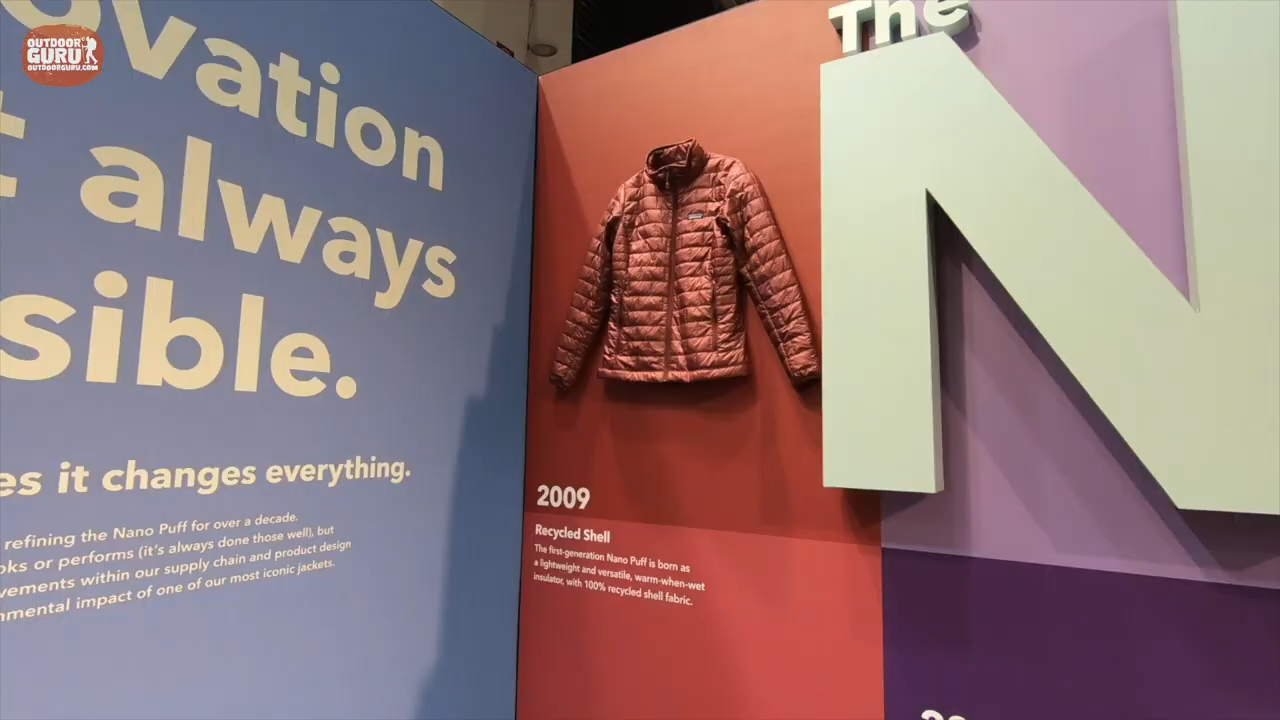 OUTDOOR
GURU
OUTDOORGURU.COM
ovation
t always
sible.
es it changes everything.
refining the Nano Puff for over a decade.
oks or performs (it’s always done those well), but
vements within our supply chain and product design
nmental impact of one of our most iconic jackets.
2009
Recycled Shell
The first-generation Nano Puff is born as
a lightweight and versatile, warm-when-wet
insulator, with 100% recycled shell fabric.
The
N